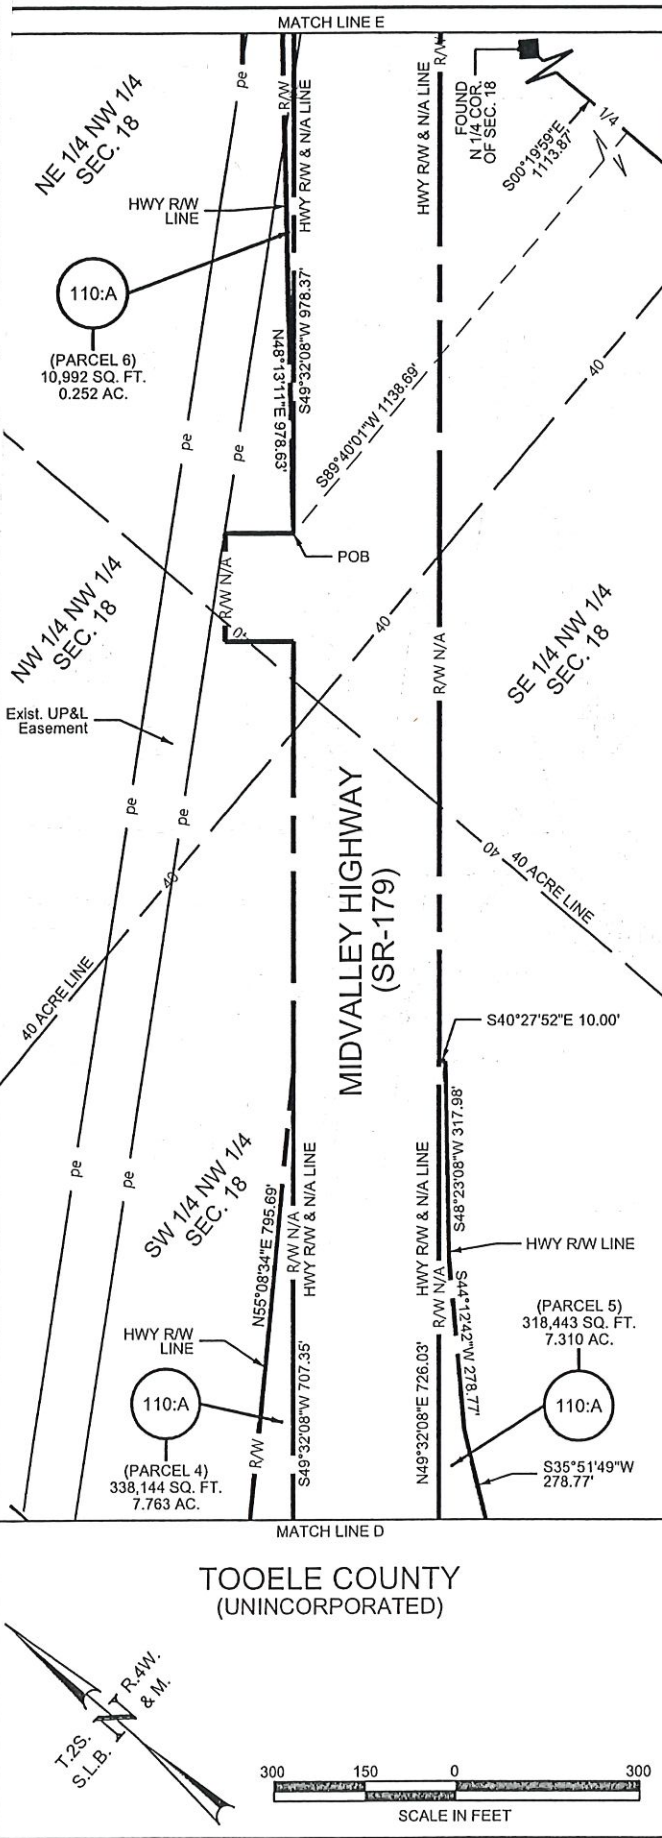 MATCH LINE E
NE 1/4 NW 1/4
SEC. 18
pe
pe
R/W
HWY R/W & N/A LINE
HWY R/W & N/A LINE
R/W
FOUND
N 1/4 COR.
OF SEC. 18
S00°19'59"E
1113.87'
1/4
HWY R/W
LINE
110:A
(PARCEL 6)
10,992 SQ. FT.
0.252 AC.
N48°13'11"E 978.63'
S49°32'08"W 978.37'
S89°40'01"W 1138.69'
40
pe
pe
POB
NW 1/4 NW 1/4
SEC. 18
R/W N/A
40
R/W N/A
SE 1/4 NW 1/4
SEC. 18
Exist. UP&L
Easement
pe
pe
MIDVALLEY HIGHWAY
(SR-179)
40
40
40 ACRE LINE
40 ACRE LINE
S40°27'52"E 10.00'
pe
pe
SW 1/4 NW 1/4
SEC. 18
N55°08'34"E 795.69'
R/W N/A
HWY R/W & N/A LINE
HWY R/W & N/A LINE
R/W N/A
S48°23'08"W 317.98'
HWY R/W LINE
S44°12'42"W 278.77'
(PARCEL 5)
318,443 SQ. FT.
7.310 AC.
HWY R/W
LINE
110:A
(PARCEL 4)
338,144 SQ. FT.
7.763 AC.
R/W
S49°32'08"W 707.35'
N49°32'08"E 726.03'
110:A
S35°51'49"W
278.77'
MATCH LINE D
TOOELE COUNTY
(UNINCORPORATED)
R.4W.
& M.
T.2S.
S.L.B.
300 150 0 300
SCALE IN FEET